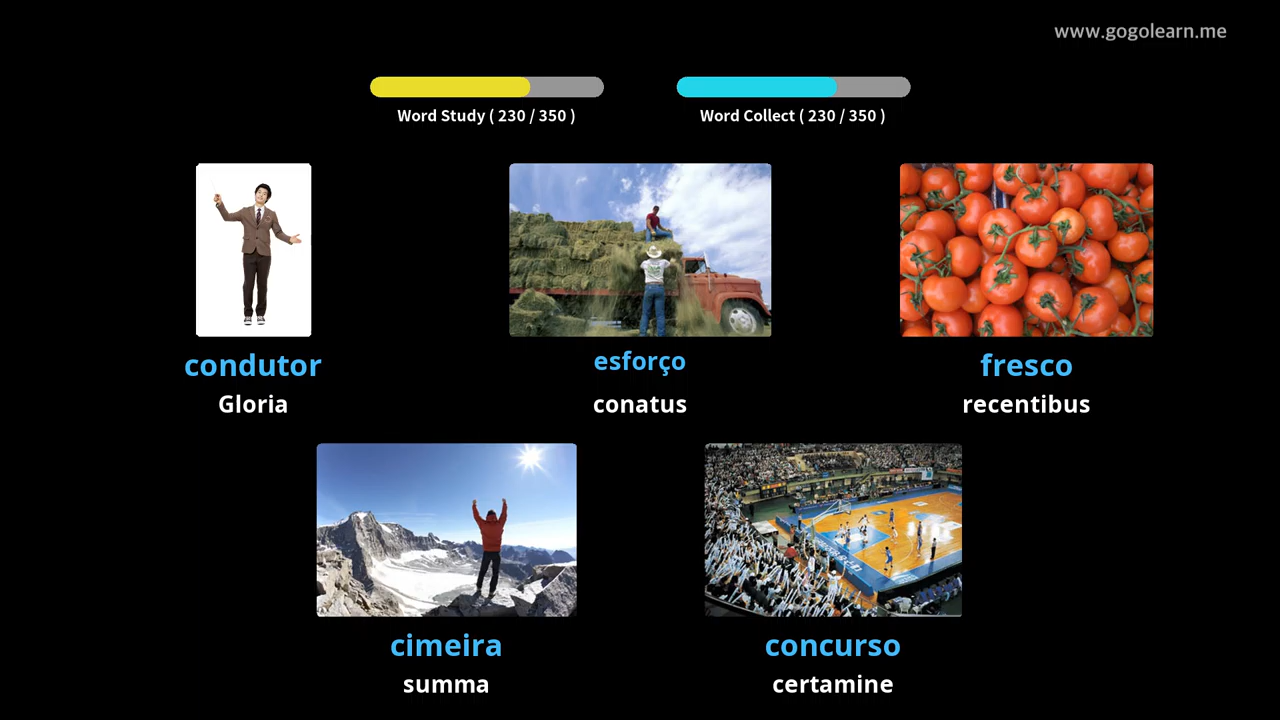 www.gogolearn.me
Word Study ( 230 / 350 )
Word Collect ( 230 / 350 )
condutor
Gloria
esforço
conatus
fresco
recentibus
cimeira
summa
concurso
certamine